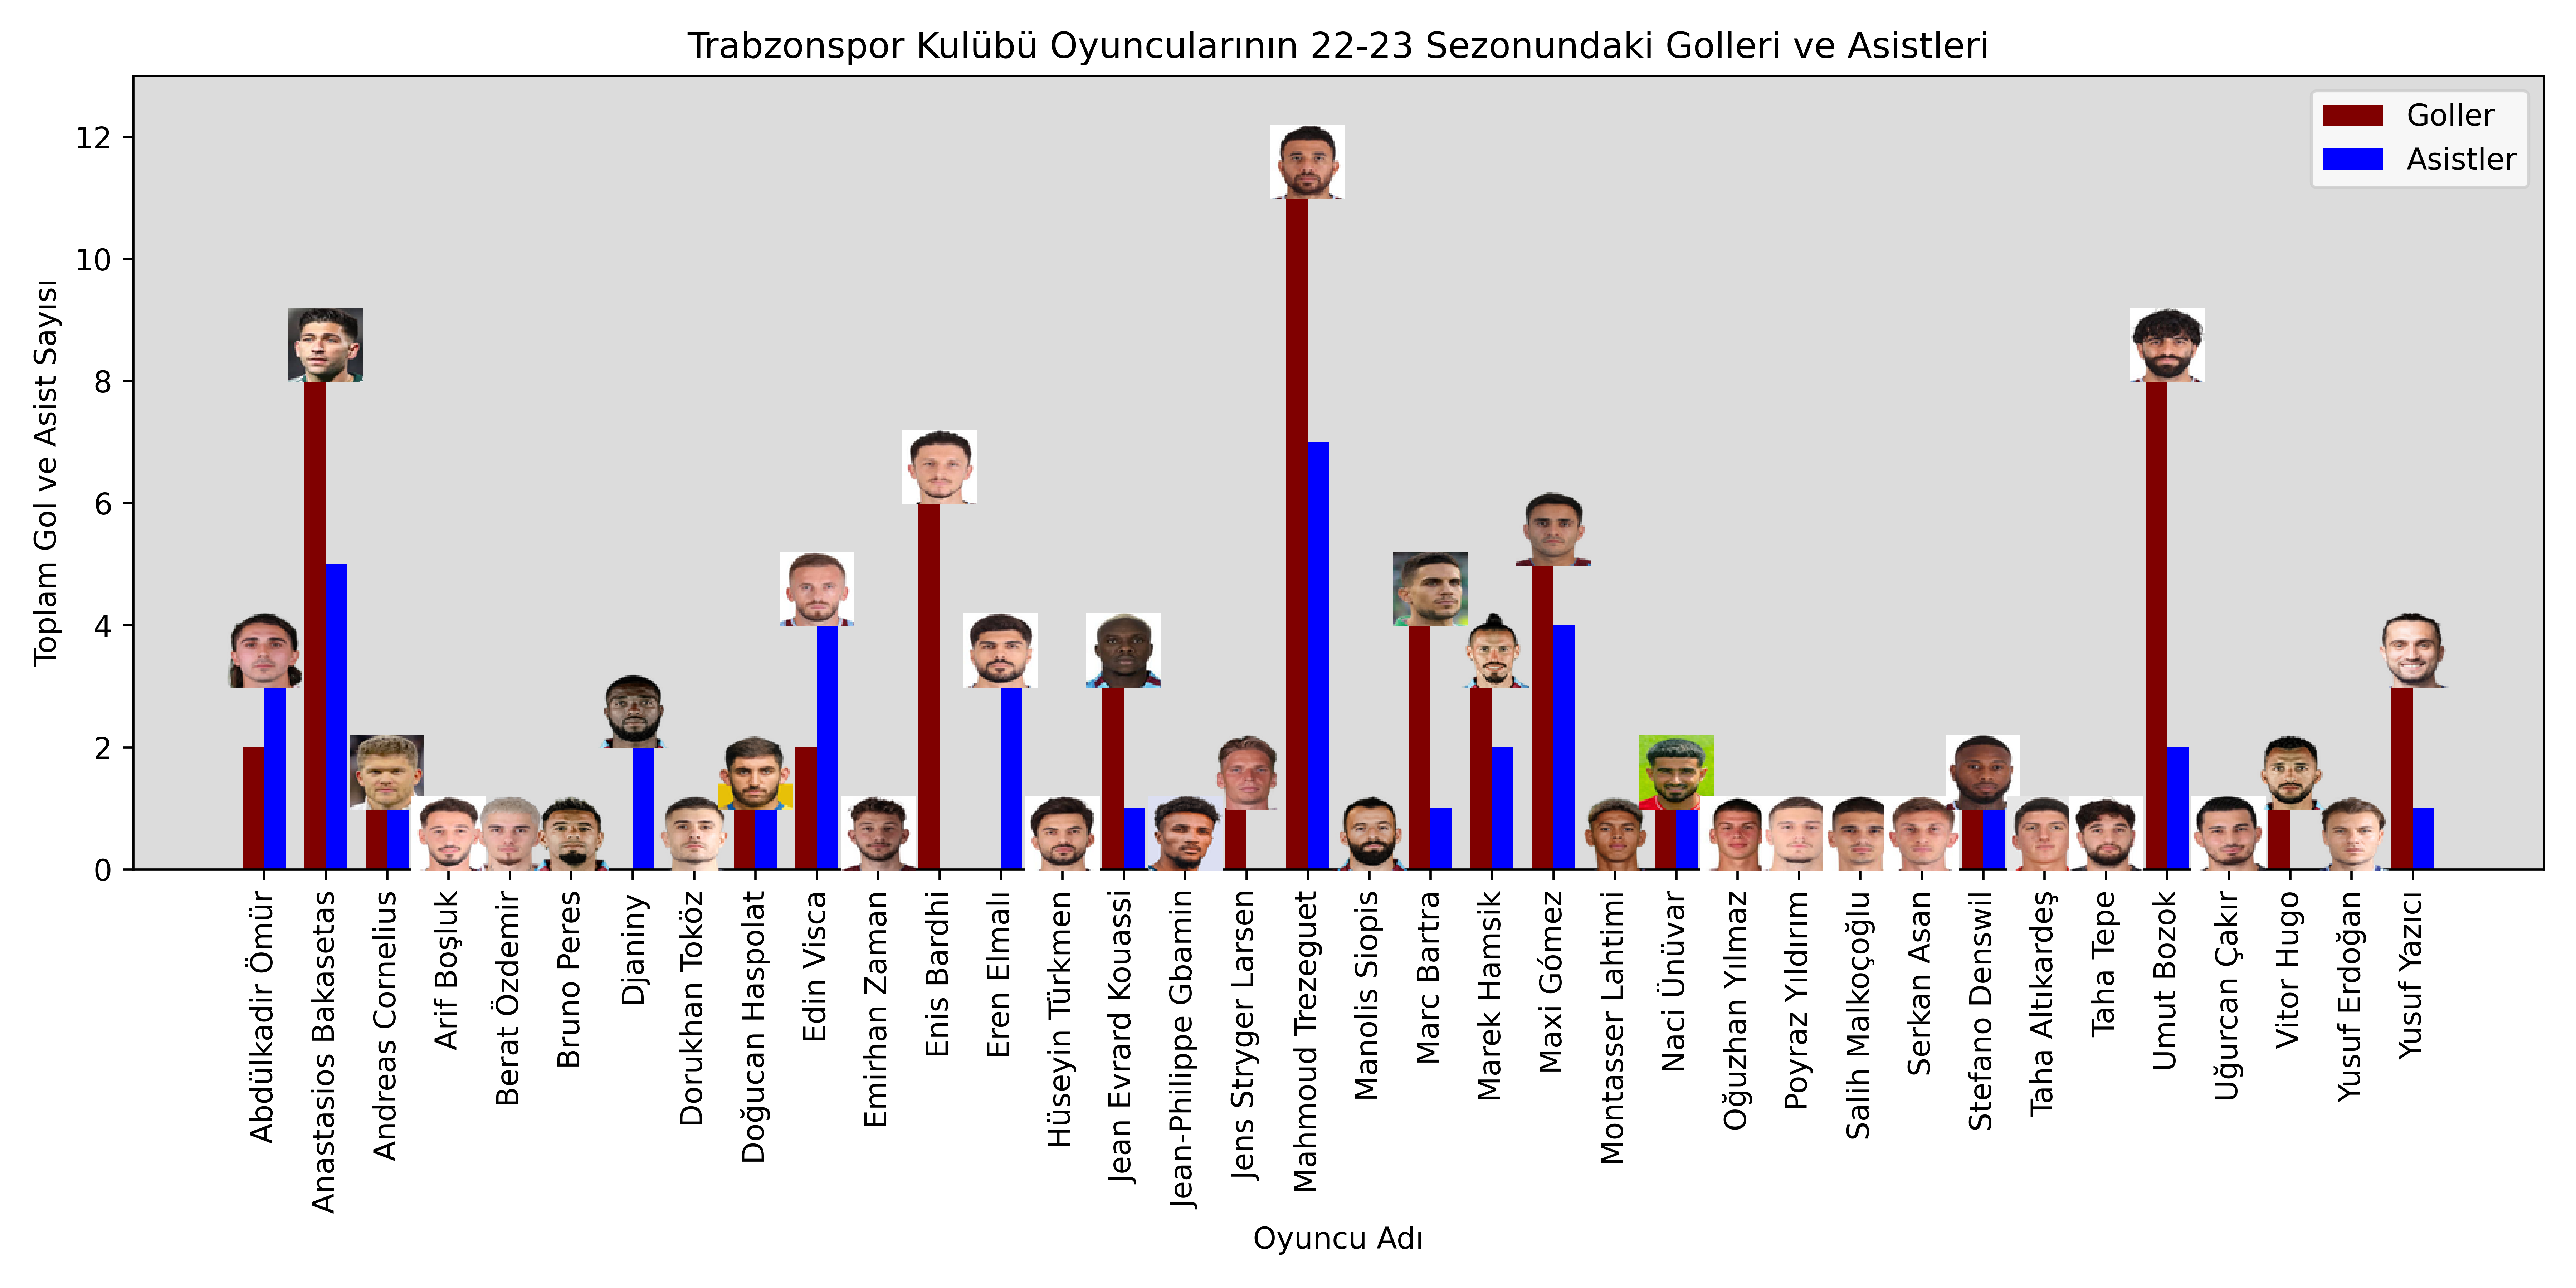 Trabzonspor Kulübü Oyuncularının 22-23 Sezonundaki Golleri ve Asistleri
Goller
Asistler
Toplam Gol ve Asist Sayısı
12
10
8
6
4
2
0
Abdülkadir Ömür
Anastasios Bakasetas
Andreas Cornelius
Arif Boşluk
Berat Özdemir
Bruno Peres
Djaniny
Dorukhan Toköz
Doğucan Haspolat
Edin Visca
Emirhan Zaman
Enis Bardhi
Eren Elmalı
Hüseyin Türkmen
Jean Evrard Kouassi
Jean-Philippe Gbamin
Jens Stryger Larsen
Mahmoud Trezeguet
Manolis Siopis
Marc Bartra
Marek Hamsik
Maxi Gómez
Montasser Lahtimi
Naci Ünüvar
Oğuzhan Yılmaz
Poyraz Yıldırım
Salih Malkoçoğlu
Serkan Asan
Stefano Denswil
Taha Altıkardeş
Taha Tepe
Umut Bozok
Uğurcan Çakır
Vitor Hugo
Yusuf Erdoğan
Yusuf Yazıcı
Oyuncu Adı